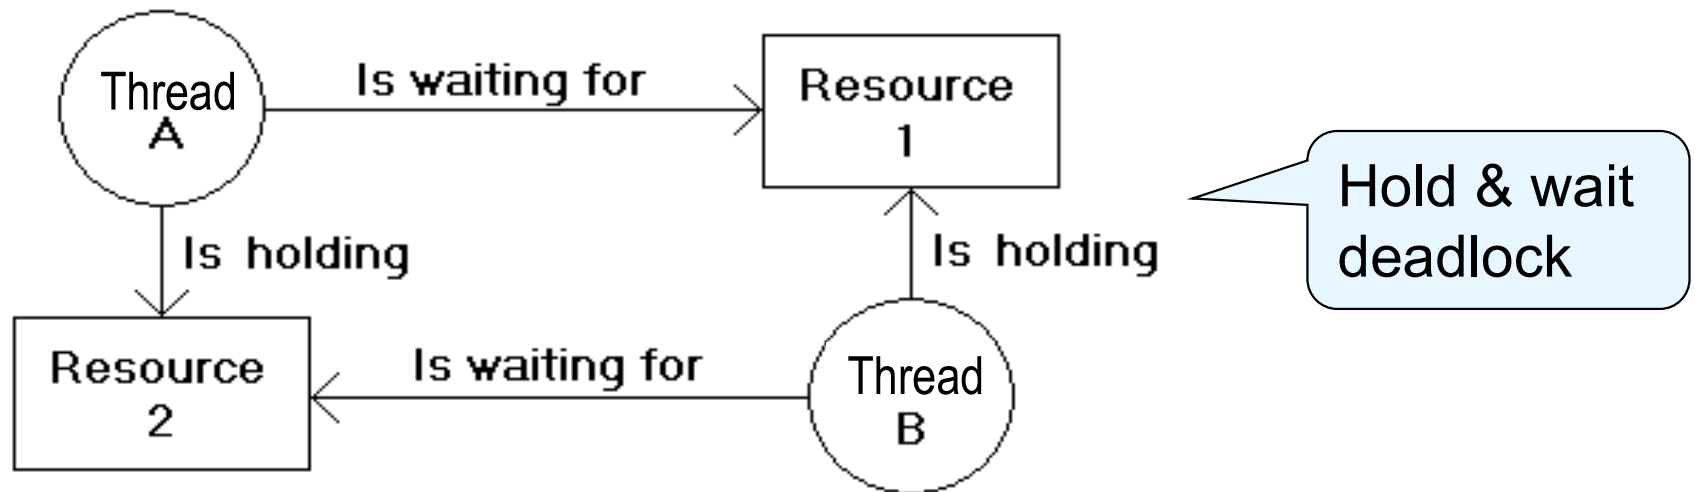 Thread
A
Is waiting for
Resource
1
Hold & wait
deadlock
Is holding
Is holding
Resource
2
Is waiting for
Thread
B